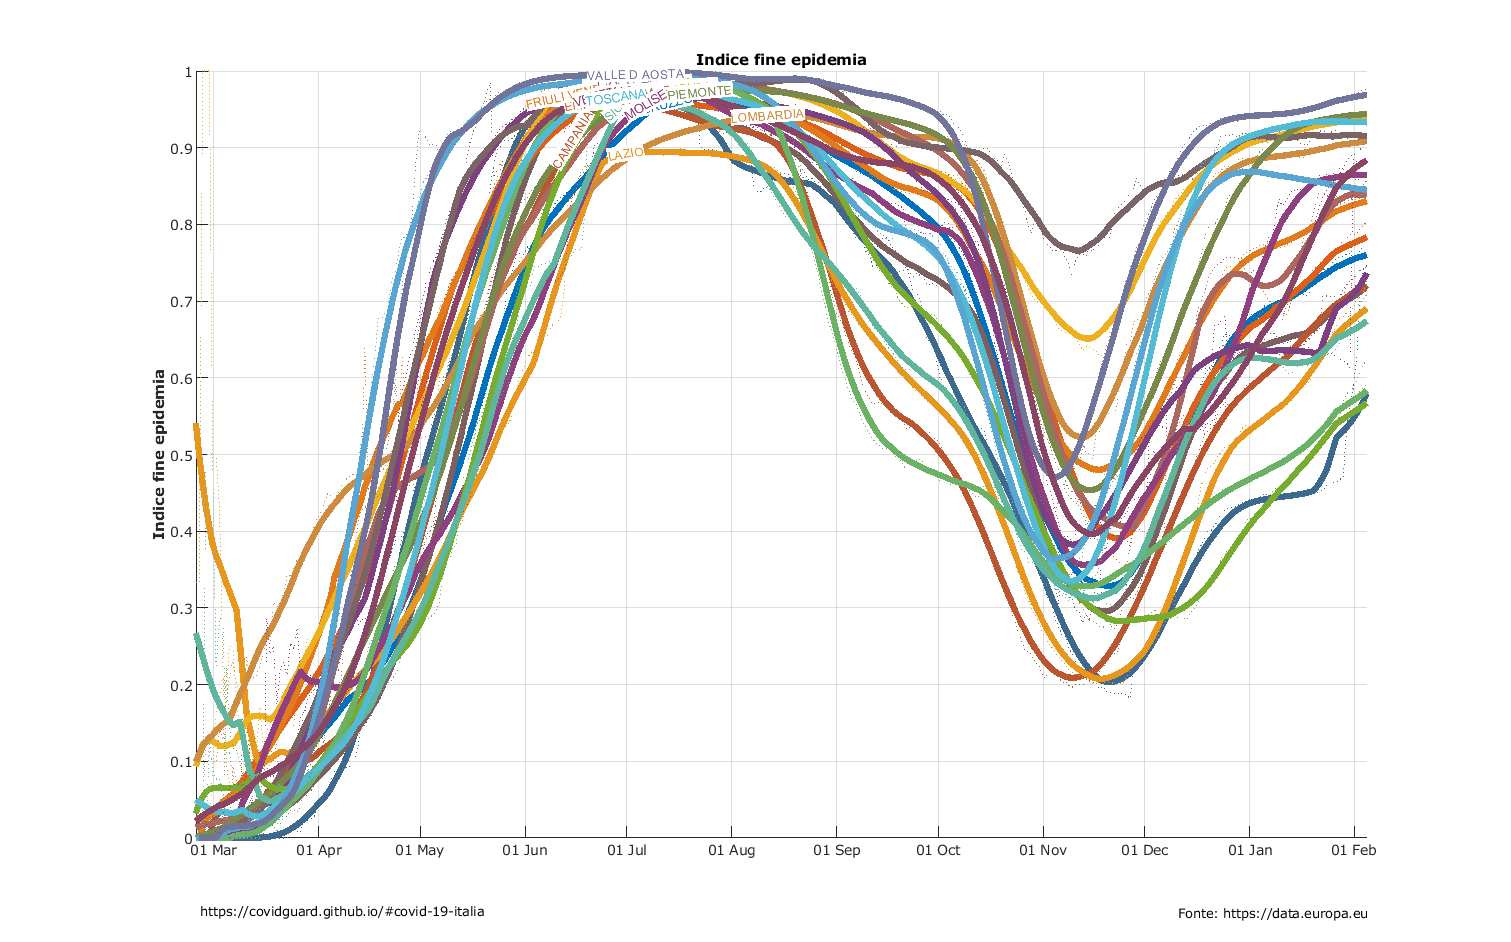 Indice fine epidemia
Indice fine epidemia
1
0.9
0.8
0.7
0.6
0.5
0.4
0.3
0.2
0.1
0
VALLE D AOSTA
FRIULI
TOSCANA
MOLISE
PIEMONTE
CAMPANIA
LOMBARDIA
LAZIO
01 Mar
01 Apr
01 May
01 Jun
01 Jul
01 Aug
01 Sep
01 Oct
01 Nov
01 Dec
01 Jan
01 Feb
https://covidguard.github.io/#covid-19-italia
Fonte: https://data.europa.eu